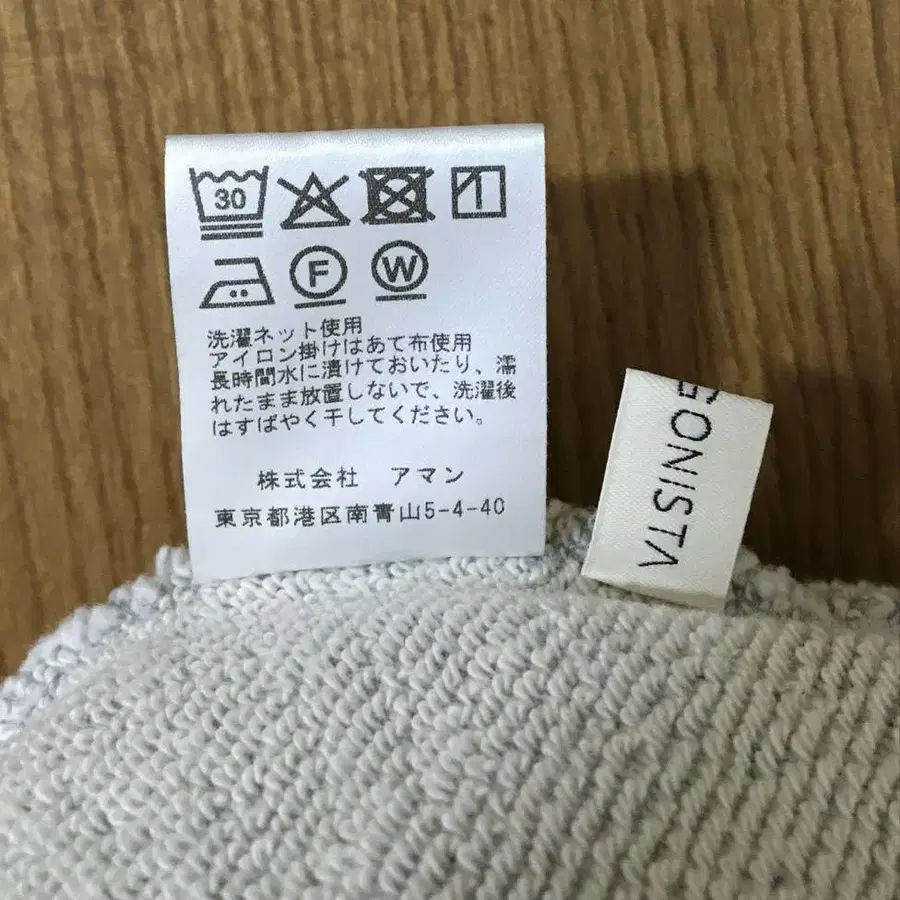 30
F
W
洗濯ネット使用
アイロン掛けはあて布使用
長時間水に漬けておいたり、濡
れたまま放置しないで、洗濯後
はすばやく干してください。
株式会社 アマン
東京都港区南青山5-4-40
GONISTA